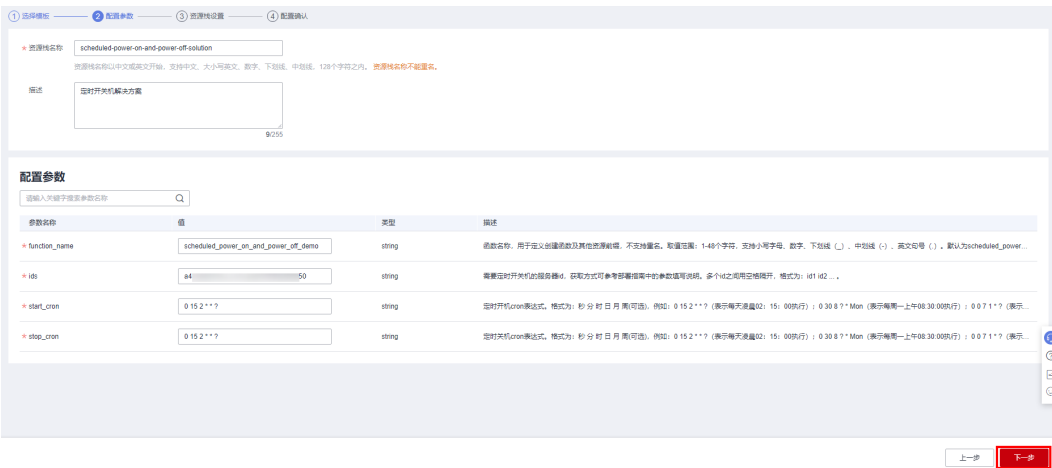 1 选择模板 2 配置参数 3 资源栈设置 4 配置确认
* 资源栈名称 scheduled-power-on-and-power-off-solution
资源栈名称以中文或英文开始，支持中文、大小写英文、数字、下划线、中划线，128个字符之内。资源栈名称不能重名。
描述 定时开关机解决方案
9/255
配置参数
请输入关键字搜索参数名称
参数名称 值 类型 描述
* function_name scheduled_power_on_and_power_off_demo string 函数名称，用于定义创建函数及其他资源前缀，不支持重名。取值范围：1-48个字符，支持小写字母、数字、下划线（_）、中划线（-）、英文句号（.）。默认为scheduled_power...
* ids a4 50 string 需要定时开关机的服务器id，获取方式可参考部署指南中的参数填写说明。多个id之间用空格隔开，格式为：id1 id2 ... 。
* start_cron 0 15 2 * * ? string 定时开机cron表达式。格式为：秒 分 时 日 月 周(可选)，例如：0 15 2 * * ?（表示每天凌晨02：15：00执行）；0 30 8 ? * Mon（表示每周一上午08:30:00执行）；0 0 7 1 * ?（表示...
* stop_cron 0 15 2 * * ? string 定时关机cron表达式。格式为：秒 分 时 日 月 周(可选)，例如：0 15 2 * * ?（表示每天凌晨02：15：00执行）；0 30 8 ? * Mon（表示每周一上午08:30:00执行）；0 0 7 1 * ?（表示...
上一步 下一步